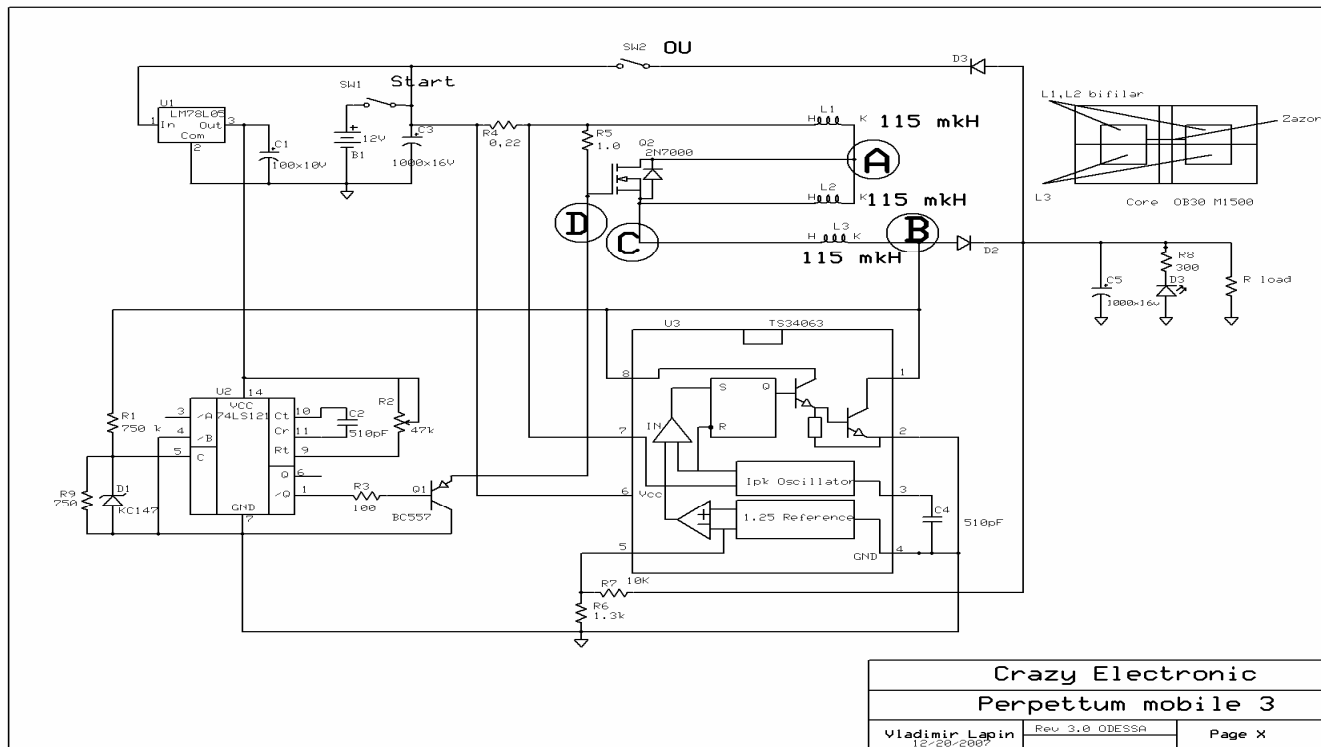 SW2 OU
D3
SW1 Start
U1
LM78L05
1 In Out 3
Com
2
C1
100x10V
12V
B1
C3
1000x16V
R4
0,22
R5
1.0
Q2
2N7000
L1
H K 115 mkH
A
L2
H K 115 mkH
D
C
L3
H K B
115 mkH
D2
L1,L2 bifilar
Zazon
L3
Core OB30 M1500
R8
300
D3
C5
1000x16v
R load
U3 TS34063
8
1
S Q
R
IN
7
2
Ipk Oscillator
3
6 Vcc
1.25 Reference
C4
510pF
5
GND 4
R7 10K
R6
1.3k
U2
14
VCC
74LS121
3 /A
4 /B
5 C
Ct 10
Cr 11
Rt 9
Q 6
/Q 1
GND
7
C2
510pF
R2
47k
R1
750 k
R9
750
D1
KC147
R3
100
Q1
BC557
Crazy Electronic
Perpettum mobile 3
Vladimir Lapin
12/20/2007
Rev 3.0 ODESSA
Page X